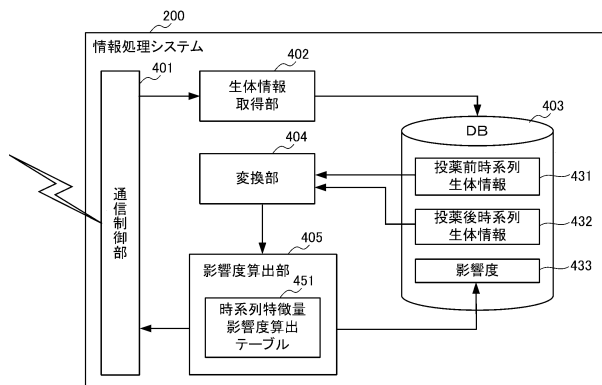 200
情報処理システム
401
通信制御部
402
生体情報
取得部
403
DB
404
変換部
投薬前時系列
生体情報
431
投薬後時系列
生体情報
432
影響度
433
405
影響度算出部
451
時系列特徴量
影響度算出
テーブル